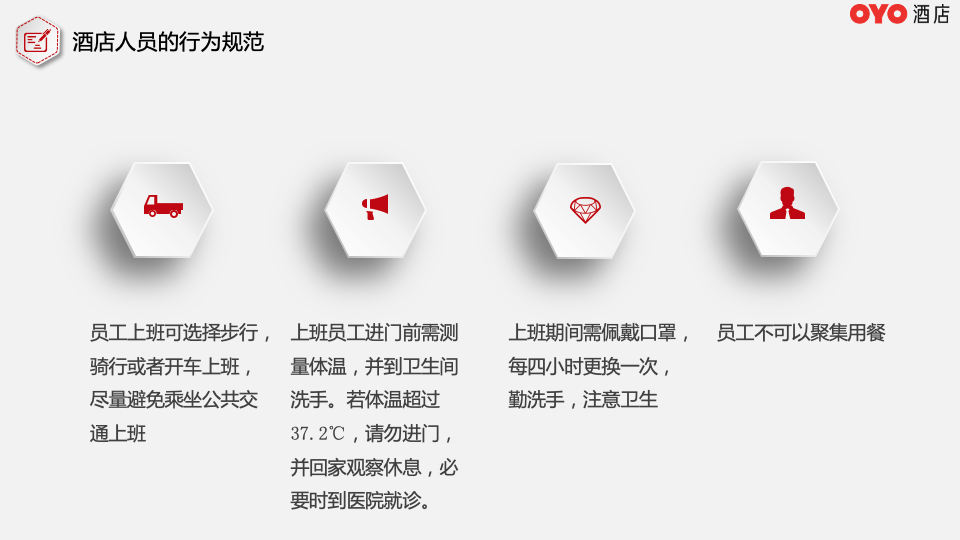 OYO 酒店
酒店人员的行为规范
员工上班可选择步行，
骑行或者开车上班，
尽量避免乘坐公共交
通上班
上班员工进门前需测
量体温，并到卫生间
洗手。若体温超过
37.2℃，请勿进门，
并回家观察休息，必
要时到医院就诊。
上班期间需佩戴口罩，
每四小时更换一次，
勤洗手，注意卫生
员工不可以聚集用餐